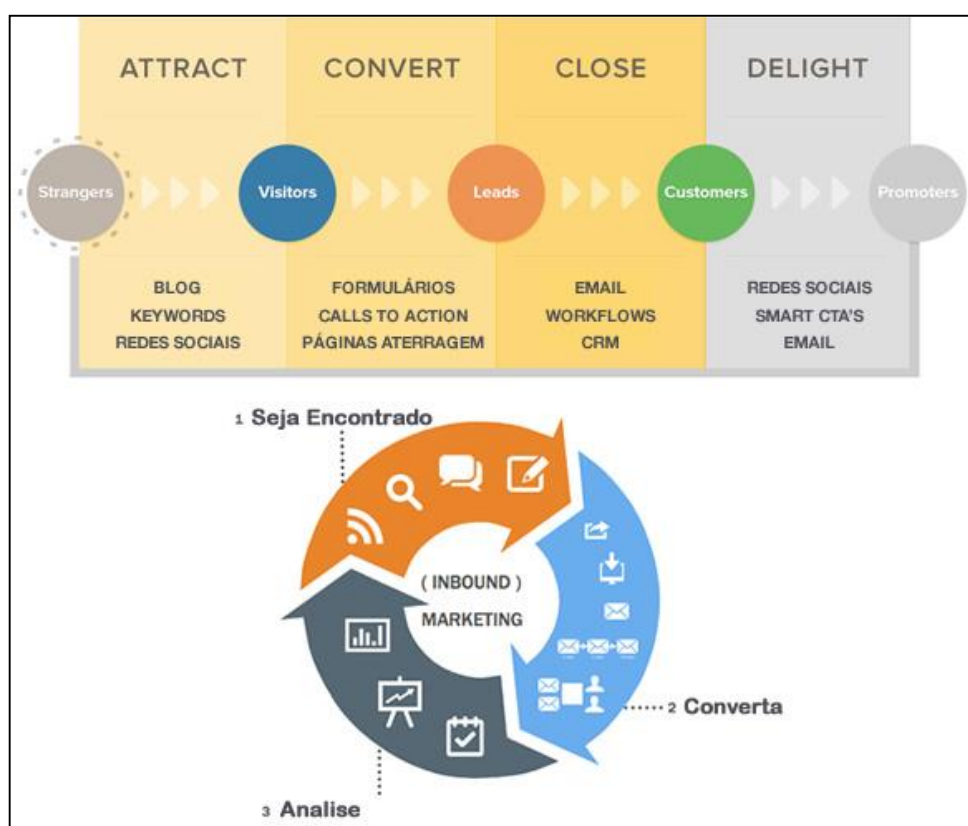 ATTRACT
CONVERT
CLOSE
DELIGHT
Strangers
Visitors
Leads
Customers
Promoters
BLOG
KEYWORDS
REDES SOCIAIS
FORMULÁRIOS
CALLS TO ACTION
PÁGINAS ATERRAGEM
EMAIL
WORKFLOWS
CRM
REDES SOCIAIS
SMART CTA'S
EMAIL
1 Seja Encontrado
( INBOUND )
MARKETING
2 Converta
3 Analise